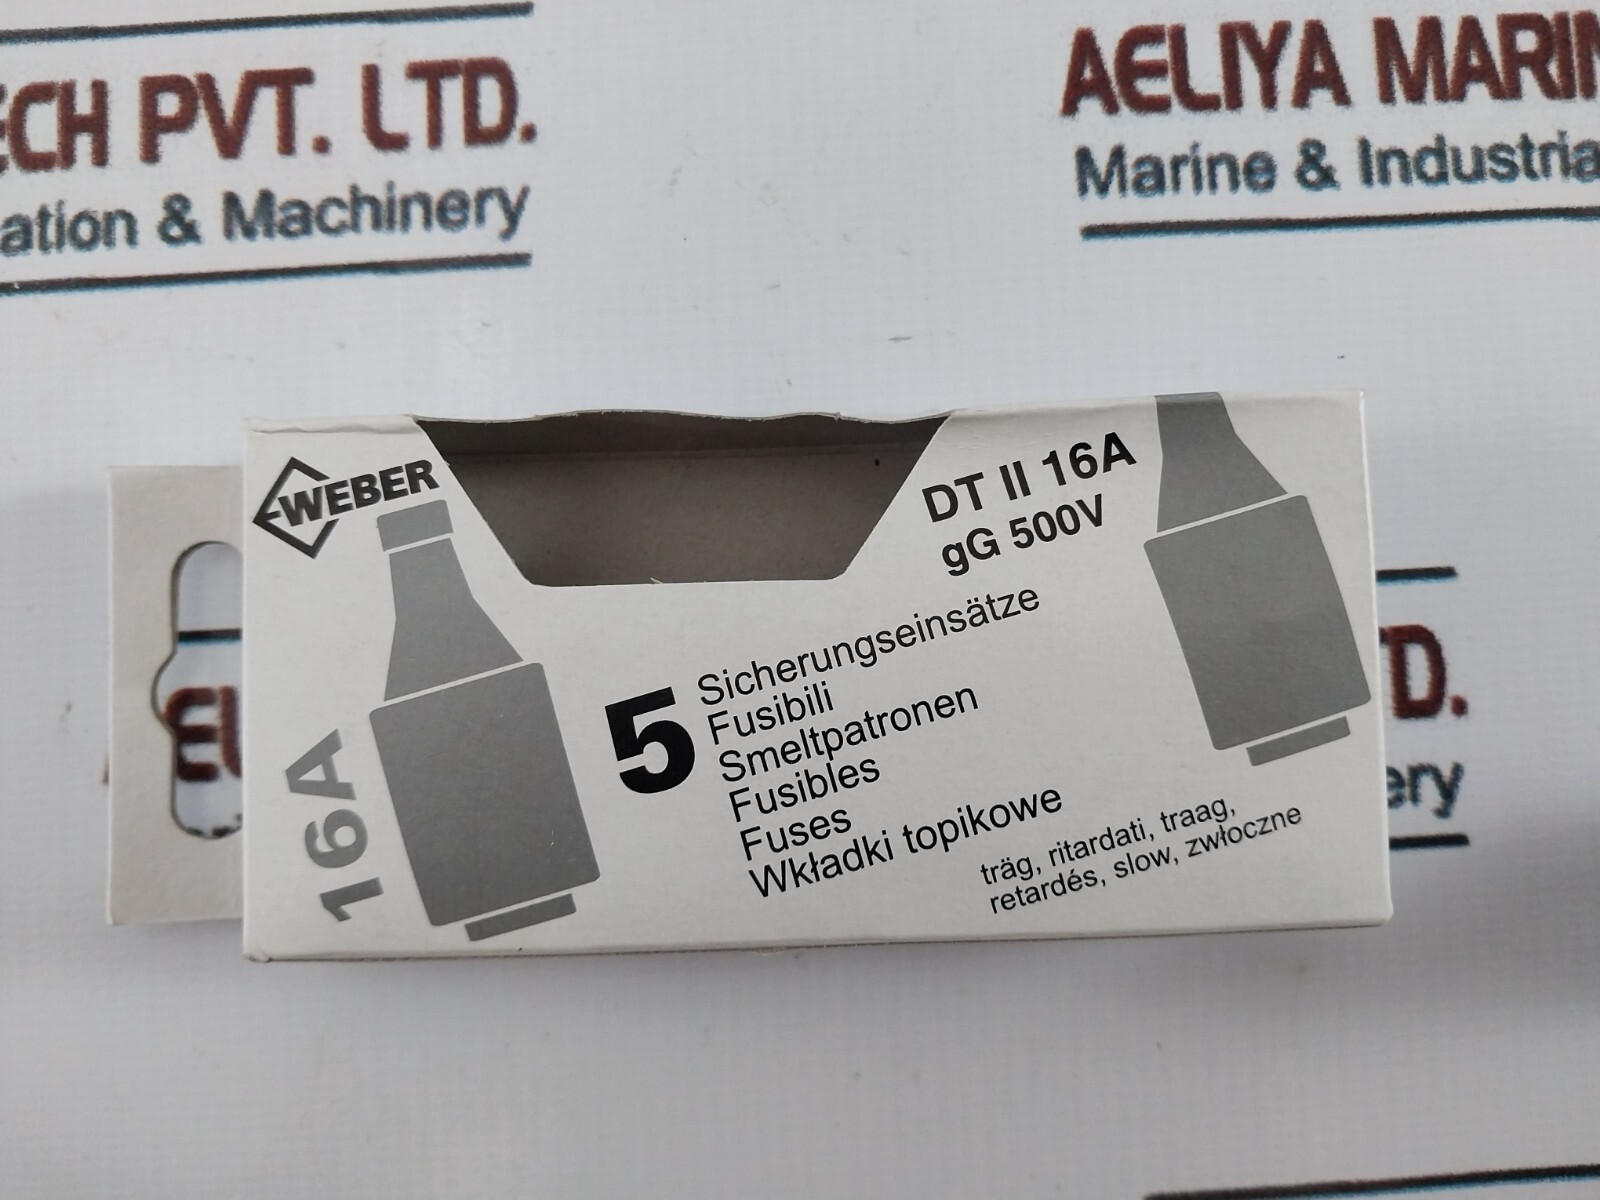 ECH PVT. LTD.
ation & Machinery
AELIYA MARIN
Marine & Industria
WEBER
16A
DT II 16A
gG 500V
5
Sicherungseinsätze
Fusibili
Smeltpatronen
Fusibles
Fuses
Wkładki topikowe
träg, ritardati, traag,
retardés, slow, zwłoczne
TD.
ery